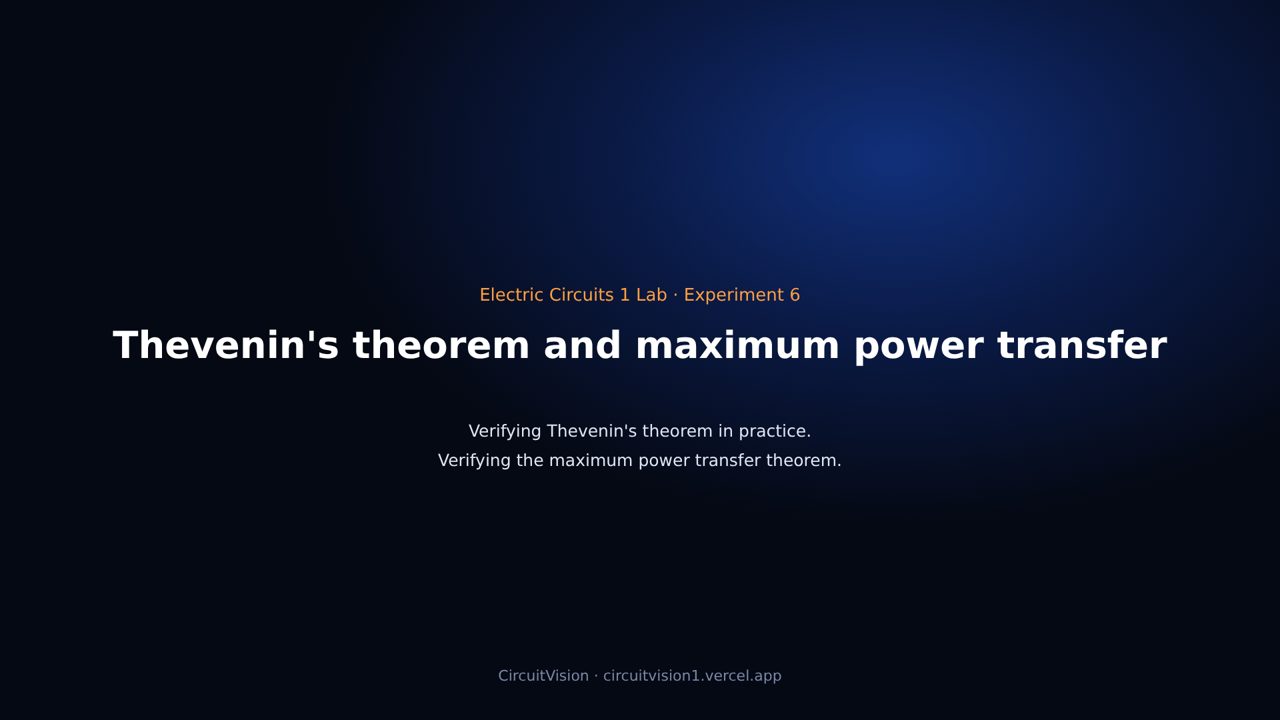 Electric Circuits 1 Lab · Experiment 6
Thevenin's theorem and maximum power transfer
Verifying Thevenin's theorem in practice.
Verifying the maximum power transfer theorem.
CircuitVision · circuitvision1.vercel.app